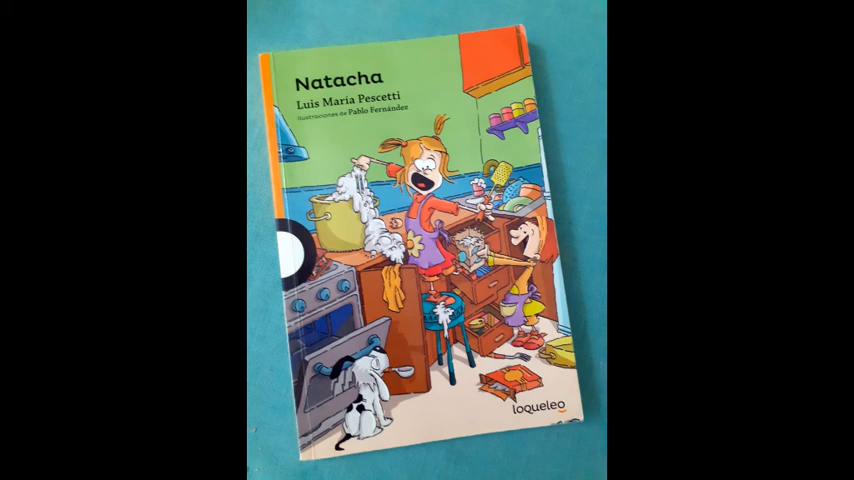 Natacha
Luis María Pescetti
Ilustraciones de Pablo Fernández
loqueleo